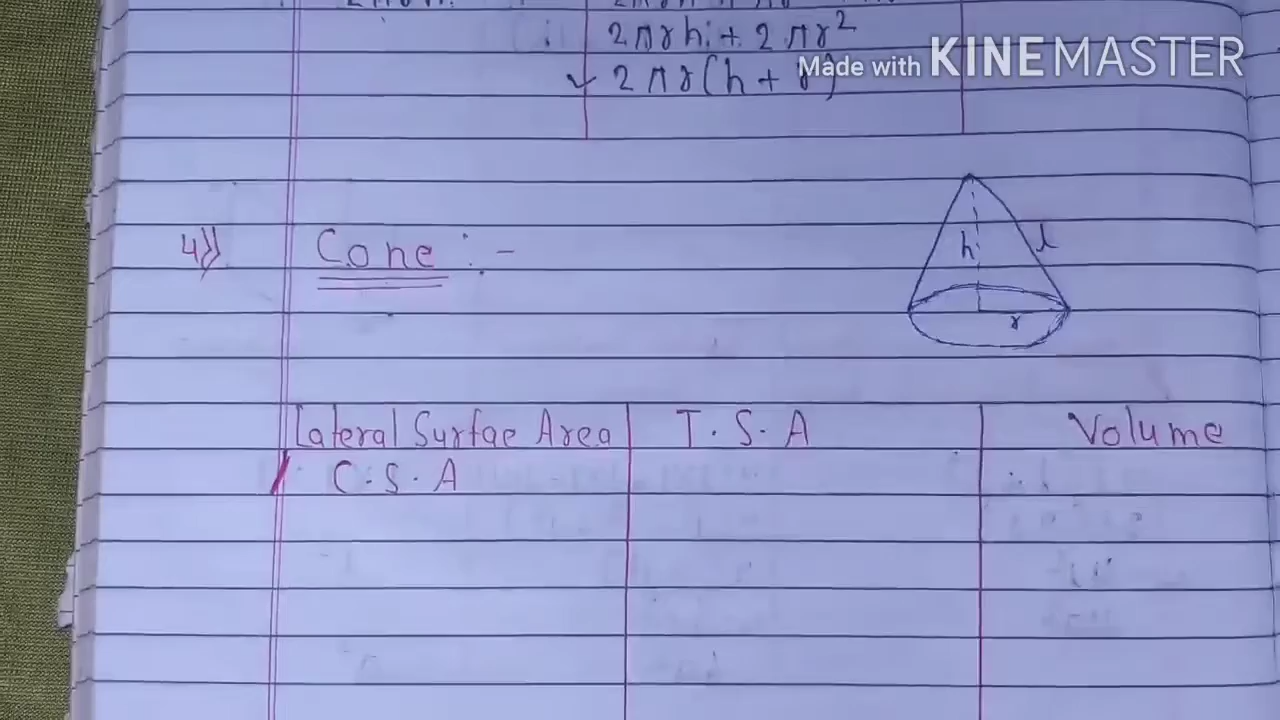 2πrh + 2πr²
✓ 2πr(h + r)
Made with KINEMASTER
4» Cone :-
h l
r
Lateral Surfae Area T.S.A Volume
/ C.S.A